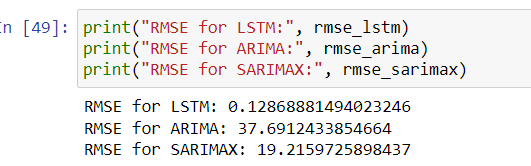 n [49]: print("RMSE for LSTM:", rmse_lstm)
print("RMSE for ARIMA:", rmse_arima)
print("RMSE for SARIMAX:", rmse_sarimax)
RMSE for LSTM: 0.12868881494023246
RMSE for ARIMA: 37.6912433854664
RMSE for SARIMAX: 19.2159725898437